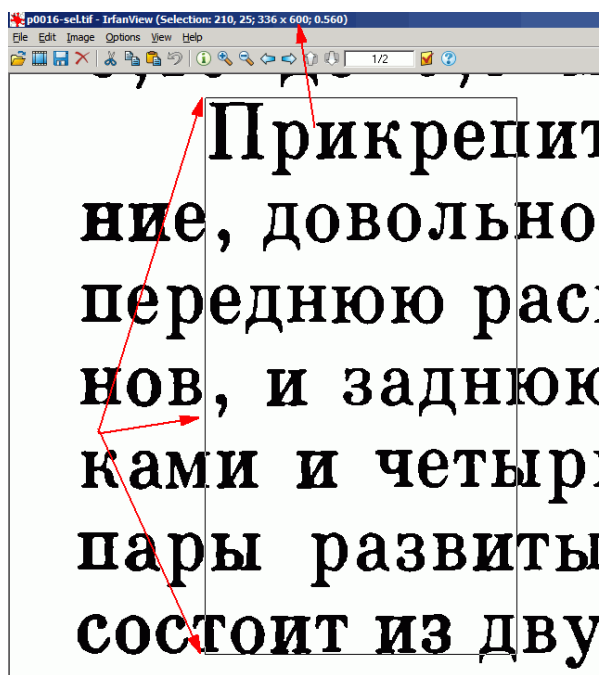 p0016-sel.tif - IrfanView (Selection: 210, 25; 336 x 600; 0.560)
File Edit Image Options View Help
1/2
Прикрепит
ние, довольно
переднюю рас
нов, и заднюю
ками и четыр
пары развиты
состоит из дву